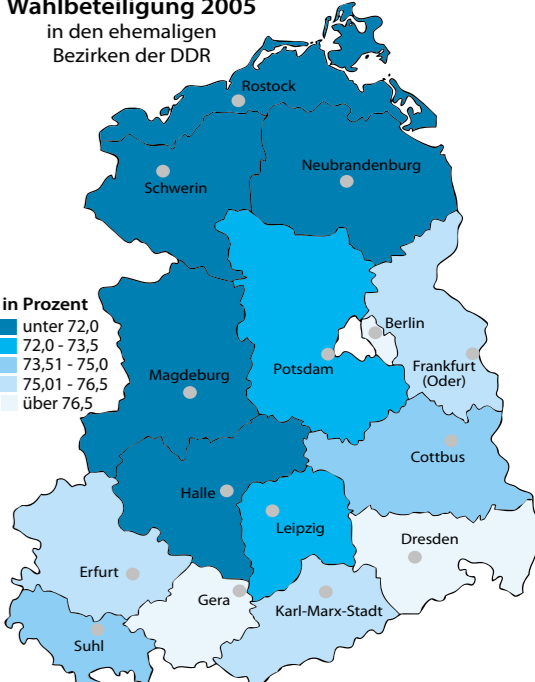 Wahlbeteiligung 2005
in den ehemaligen
Bezirken der DDR
Rostock
Neubrandenburg
Schwerin
in Prozent
unter 72,0
72,0 - 73,5
73,51 - 75,0
75,01 - 76,5
über 76,5
Berlin
Potsdam
Frankfurt
(Oder)
Magdeburg
Cottbus
Halle
Leipzig
Dresden
Erfurt
Gera
Karl-Marx-Stadt
Suhl